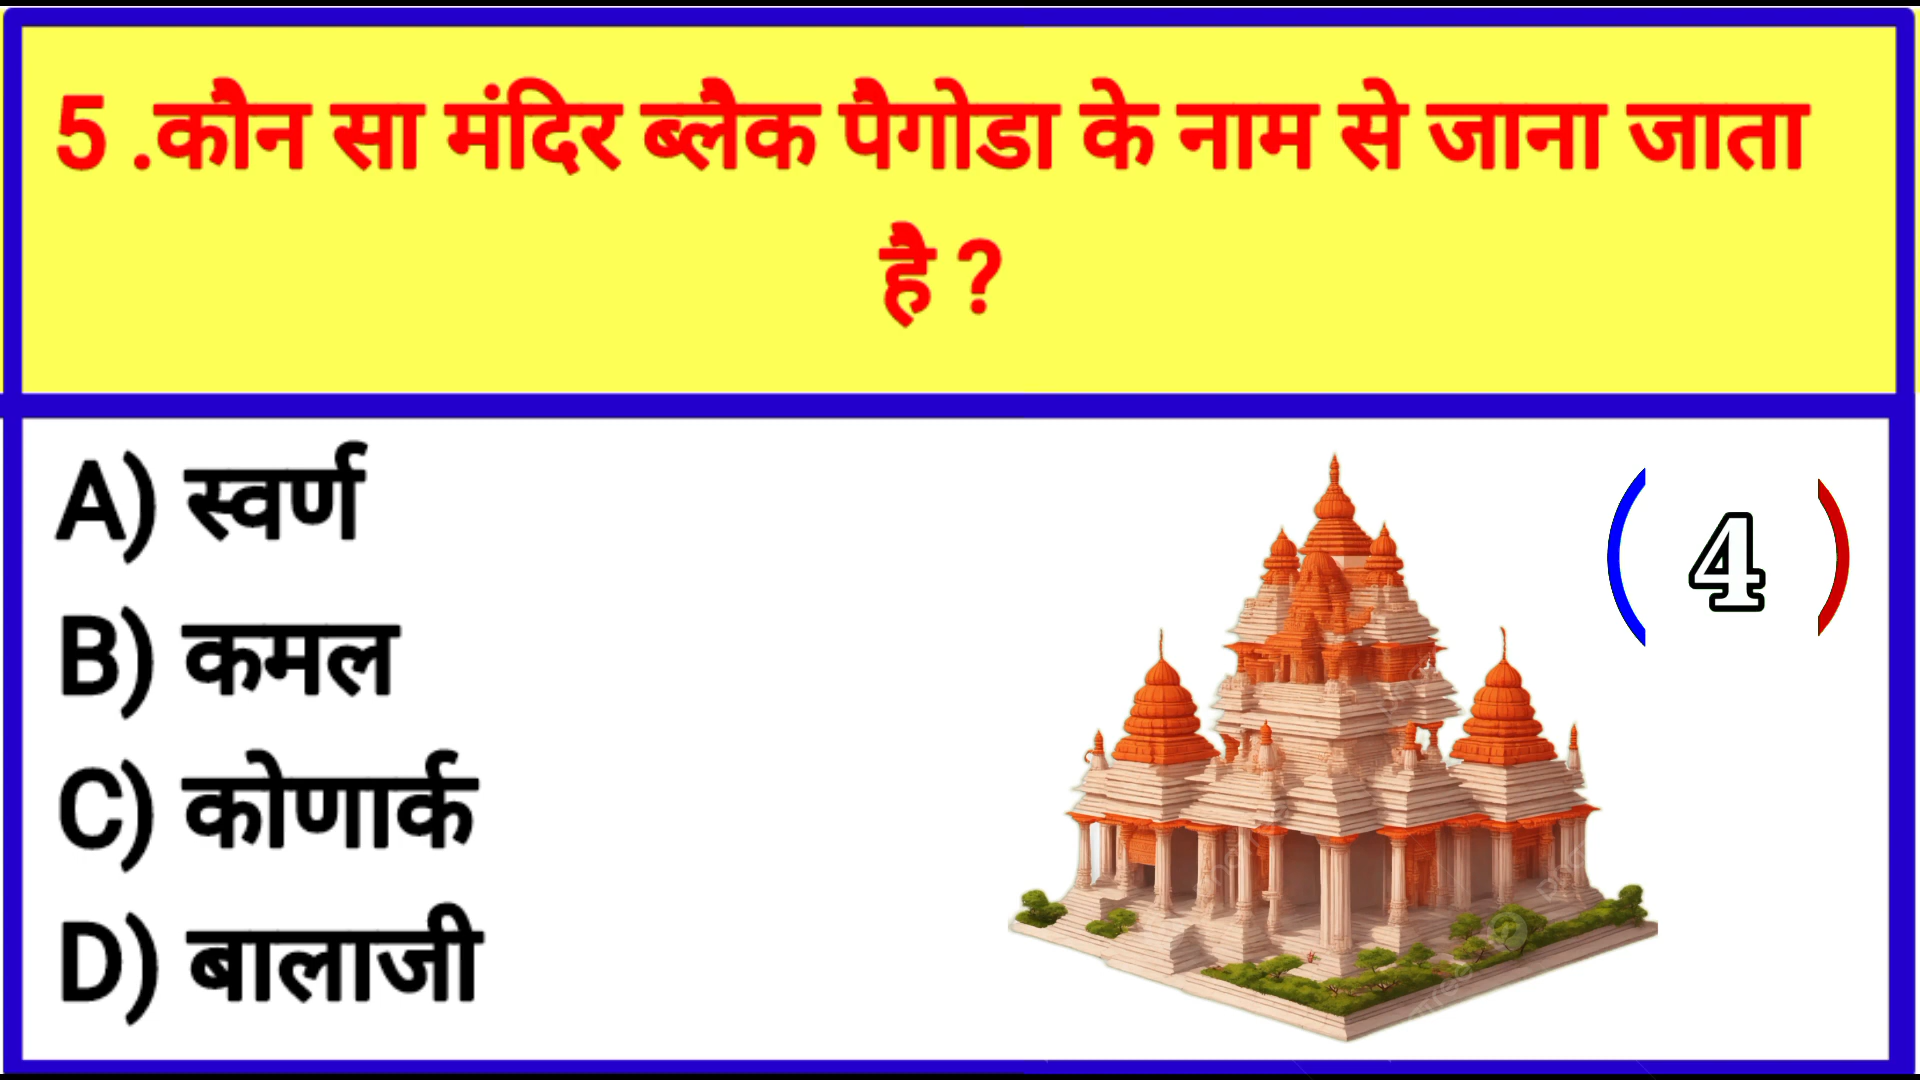 5 .कौन सा मंदिर ब्लैक पैगोडा के नाम से जाना जाता
है ?
A) स्वर्ण
( 4 )
B) कमल
C) कोणार्क
D) बालाजी